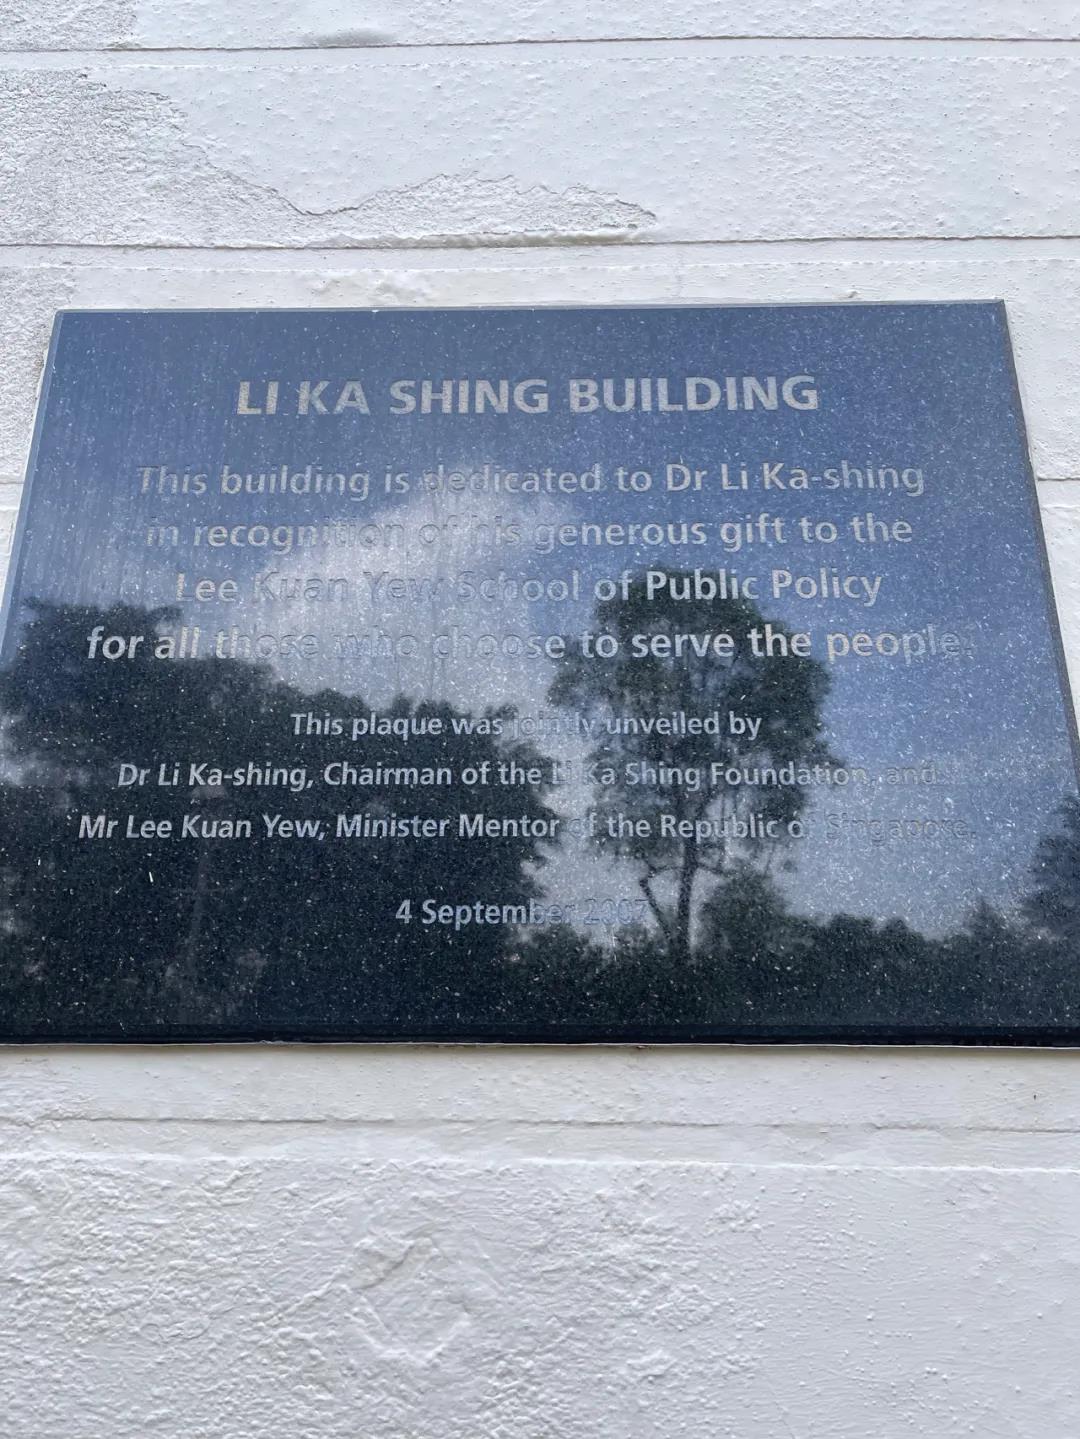 LI KA SHING BUILDING
This building is dedicated to Dr Li Ka-shing
in recognition of his generous gift to the
Lee Kuan Yew School of Public Policy
for all those who choose to serve the people.
This plaque was jointly unveiled by
Dr Li Ka-shing, Chairman of the Li Ka Shing Foundation, and
Mr Lee Kuan Yew, Minister Mentor of the Republic of Singapore.
4 September 2007